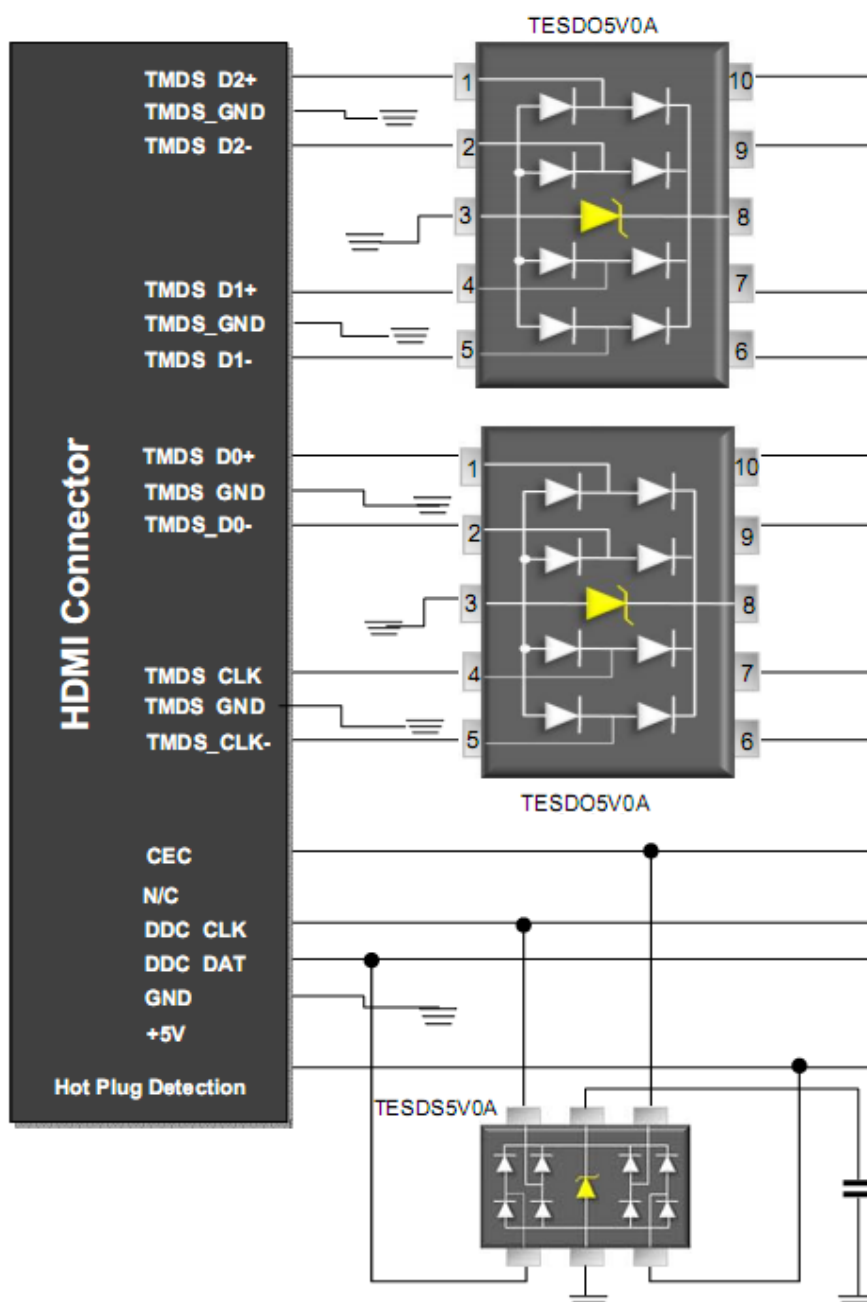 TESDO5V0A
TMDS D2+
TMDS_GND
TMDS D2-
TMDS D1+
TMDS_GND
TMDS D1-
1
2
3
4
5
10
9
8
7
6
HDMI Connector
TMDS D0+
TMDS GND
TMDS_D0-
TMDS CLK
TMDS GND
TMDS_CLK-
1
2
3
4
5
10
9
8
7
6
TESDO5V0A
CEC
N/C
DDC CLK
DDC DAT
GND
+5V
Hot Plug Detection
TESDS5V0A